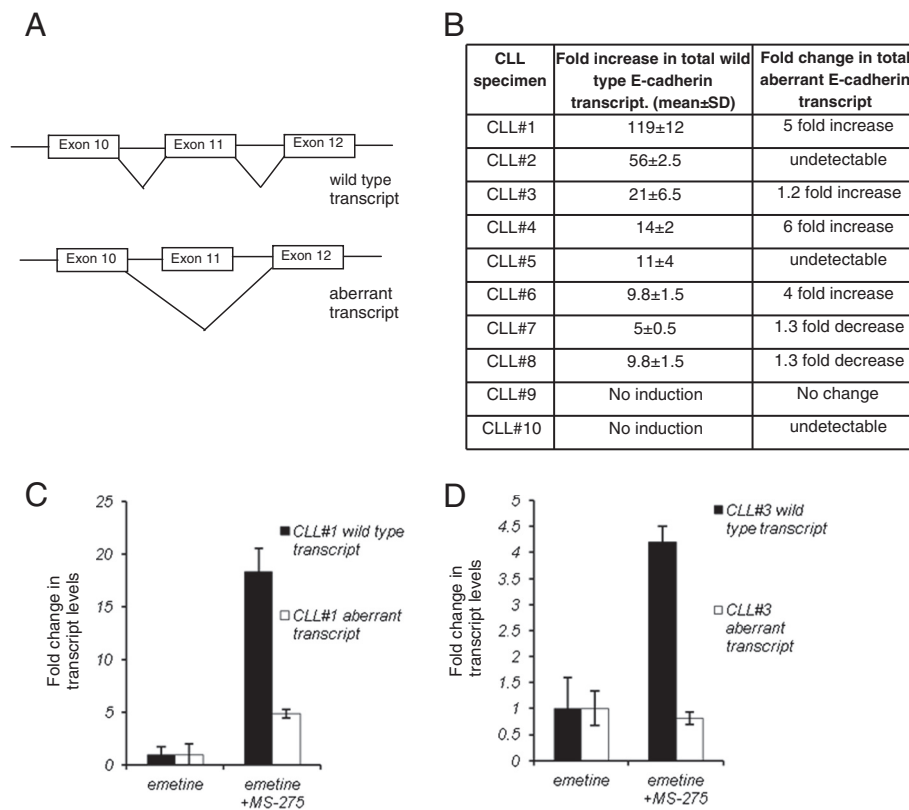 A
Exon 10
Exon 11
Exon 12
wild type
transcript
Exon 10
Exon 11
Exon 12
aberrant
transcript
B
CLL specimen | Fold increase in total wild type E-cadherin transcript. (mean±SD) | Fold change in total aberrant E-cadherin transcript
CLL#1 | 119±12 | 5 fold increase
CLL#2 | 56±2.5 | undetectable
CLL#3 | 21±6.5 | 1.2 fold increase
CLL#4 | 14±2 | 6 fold increase
CLL#5 | 11±4 | undetectable
CLL#6 | 9.8±1.5 | 4 fold increase
CLL#7 | 5±0.5 | 1.3 fold decrease
CLL#8 | 9.8±1.5 | 1.3 fold decrease
CLL#9 | No induction | No change
CLL#10 | No induction | undetectable
C
Fold change in
transcript levels
25
20
15
10
5
0
CLL#1 wild type
transcript
CLL#1 aberrant
transcript
emetine
emetine
+MS-275
D
Fold change in
transcript levels
5
4.5
4
3.5
3
2.5
2
1.5
1
0.5
0
CLL#3 wild
type transcript
CLL#3
aberrant
transcript
emetine
emetine
+MS-275